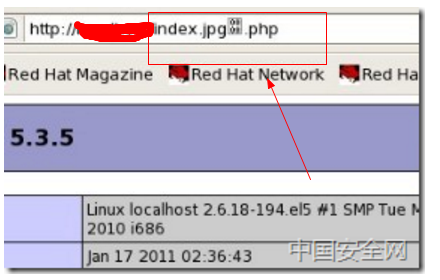 http:// index.jpg .php
Red Hat Magazine Red Hat Network Red Ha
5.3.5
Linux localhost 2.6.18-194.el5 #1 SMP Tue M
2010 i686
Jan 17 2011 02:36:43
中国安全网